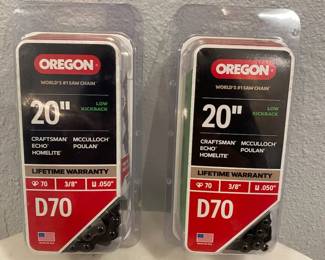 OREGON
WORLD'S #1 SAW CHAIN
20"
LOW
KICKBACK
CRAFTSMAN MCCULLOCH
ECHO POULAN
HOMELITE
LIFETIME WARRANTY
70 3/8" .050"
D70
OREGON
WORLD'S #1 SAW CHAIN
20"
LOW
KICKBACK
CRAFTSMAN MCCULLOCH
ECHO POULAN
HOMELITE
LIFETIME WARRANTY
70 3/8" .050"
D70